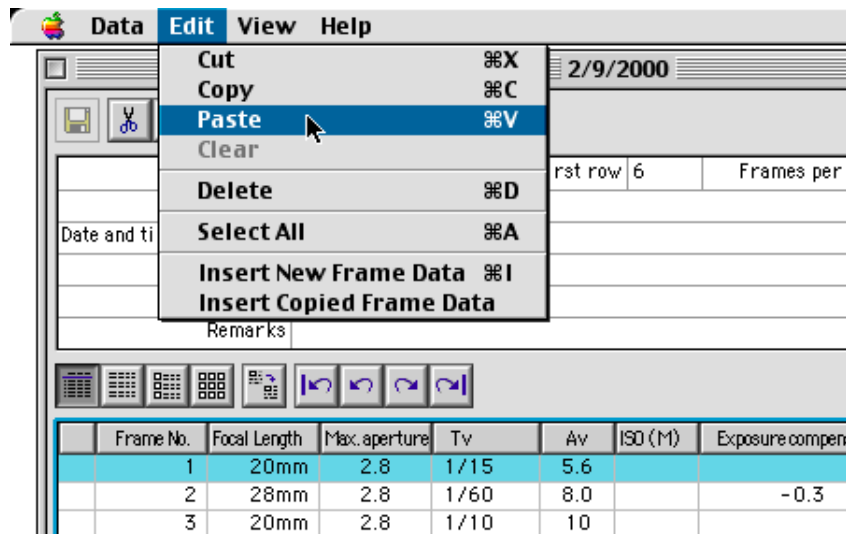 Data Edit View Help
Cut ⌘X
2/9/2000
Copy ⌘C
Paste ⌘V
Clear
rst row 6 Frames per
Delete ⌘D
Date and ti
Select All ⌘A
Insert New Frame Data ⌘I
Insert Copied Frame Data
Remarks
Frame No. Focal Length Max. aperture Tv Av ISO (M) Exposure compen
1 20mm 2.8 1/15 5.6
2 28mm 2.8 1/60 8.0 -0.3
3 20mm 2.8 1/10 10